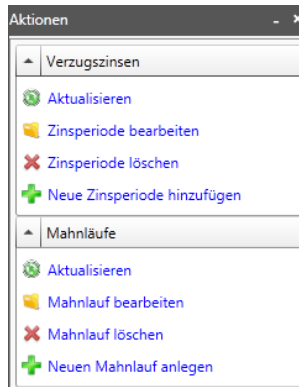 Aktionen
Verzugszinsen
Aktualisieren
Zinsperiode bearbeiten
Zinsperiode löschen
Neue Zinsperiode hinzufügen
Mahnläufe
Aktualisieren
Mahnlauf bearbeiten
Mahnlauf löschen
Neuen Mahnlauf anlegen